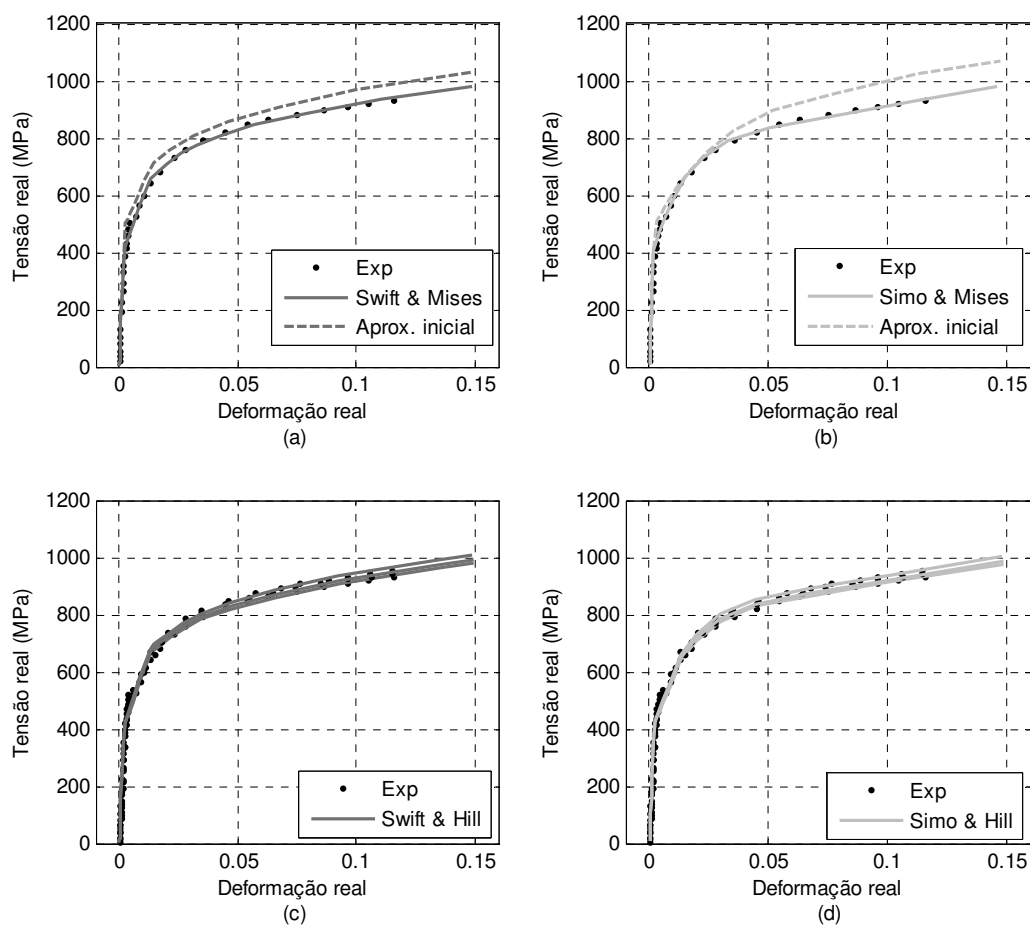 1200
1000
800
600
400
200
0
Tensão real (MPa)
0
0.05
0.1
0.15
Deformação real
(a)
Exp
Swift & Mises
Aprox. inicial
1200
1000
800
600
400
200
0
Tensão real (MPa)
0
0.05
0.1
0.15
Deformação real
(b)
Exp
Simo & Mises
Aprox. inicial
1200
1000
800
600
400
200
0
Tensão real (MPa)
0
0.05
0.1
0.15
Deformação real
(c)
Exp
Swift & Hill
1200
1000
800
600
400
200
0
Tensão real (MPa)
0
0.05
0.1
0.15
Deformação real
(d)
Exp
Simo & Hill